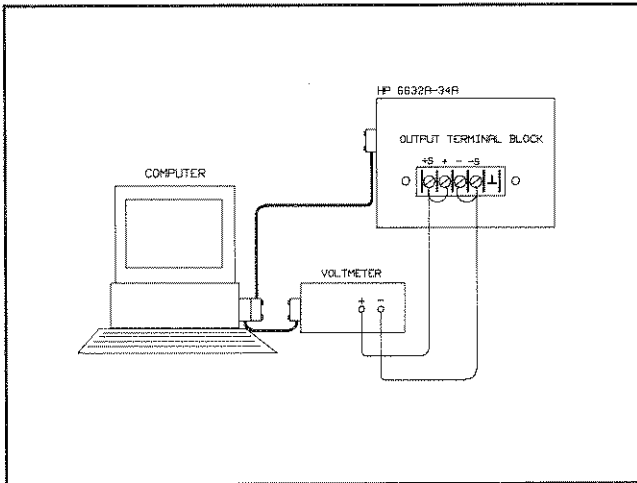 HP 6632A-34A
OUTPUT TERMINAL BLOCK
+S + - -S
COMPUTER
VOLTMETER
+ -